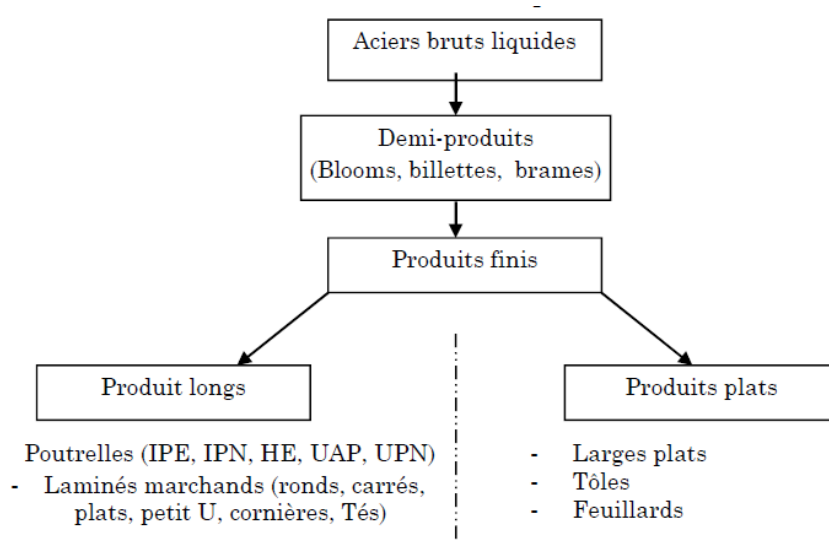 Aciers bruts liquides
Demi-produits
(Blooms, billettes, brames)
Produits finis
Produit longs
Poutrelles (IPE, IPN, HE, UAP, UPN)
- Laminés marchands (ronds, carrés,
plats, petit U, cornières, Tés)
Produits plats
- Larges plats
- Tôles
- Feuillards